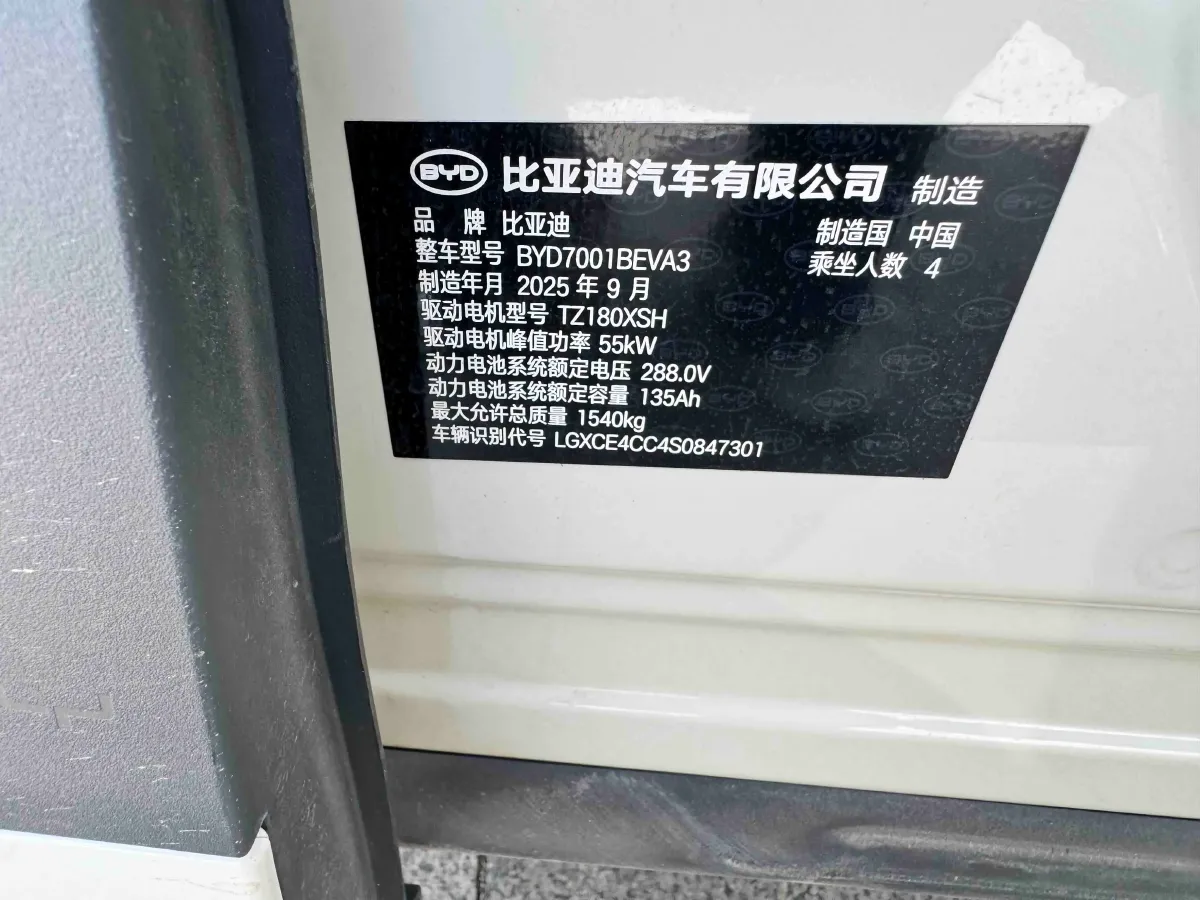 BYD 比亚迪汽车有限公司 制造
品 牌 比亚迪 制造国 中国
整车型号 BYD7001BEVA3 乘坐人数 4
制造年月 2025 年 9 月
驱动电机型号 TZ180XSH
驱动电机峰值功率 55kW
动力电池系统额定电压 288.0V
动力电池系统额定容量 135Ah
最大允许总质量 1540kg
车辆识别代号 LGXCE4CC4S0847301